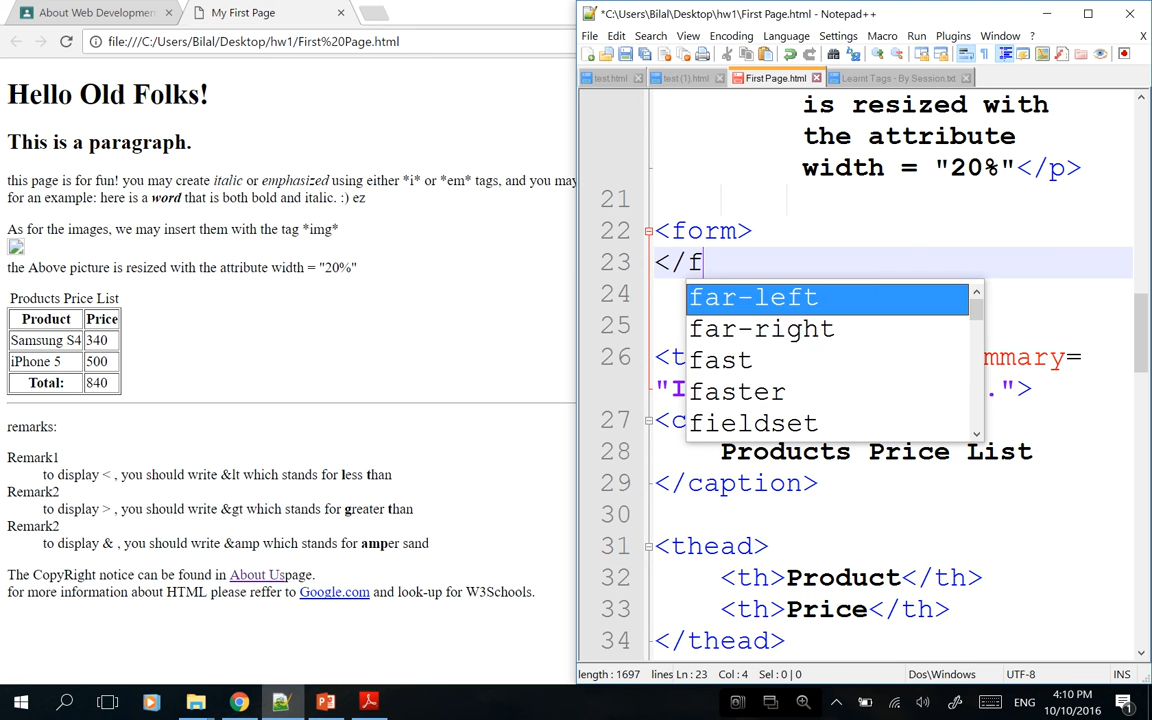 About Web Developmen
My First Page
file:///C:/Users/Bilal/Desktop/hw1/First%20Page.html
Hello Old Folks!
This is a paragraph.
this page is for fun! you may create italic or emphasized using either *i* or *em* tags, and you may
for an example: here is a word that is both bold and italic. :) ez
As for the images, we may insert them with the tag *img*
the Above picture is resized with the attribute width = "20%"
Products Price List
Product Price
Samsung S4 340
iPhone 5 500
Total: 840
remarks:
Remark1
to display < , you should write &lt which stands for less than
Remark2
to display > , you should write &gt which stands for greater than
Remark2
to display & , you should write &amp which stands for amper sand
The CopyRight notice can be found in About Uspage.
for more information about HTML please reffer to Google.com and look-up for W3Schools.
*C:\Users\Bilal\Desktop\hw1\First Page.html - Notepad++
File Edit Search View Encoding Language Settings Macro Run Plugins Window ? X
test.html test (1).html First Page.html Learnt Tags - By Session.txt
is resized with
the attribute
width = "20%"</p>
21
22 <form>
23 </f
24 far-left
25 far-right
26 <t fast mmary=
"I faster .">
27 <c fieldset
28 Products Price List
29 </caption>
30
31 <thead>
32 <th>Product</th>
33 <th>Price</th>
34 </thead>
length : 1697 lines Ln : 23 Col : 4 Sel : 0 | 0 Dos\Windows UTF-8 INS
ENG 4:10 PM
10/10/2016 1